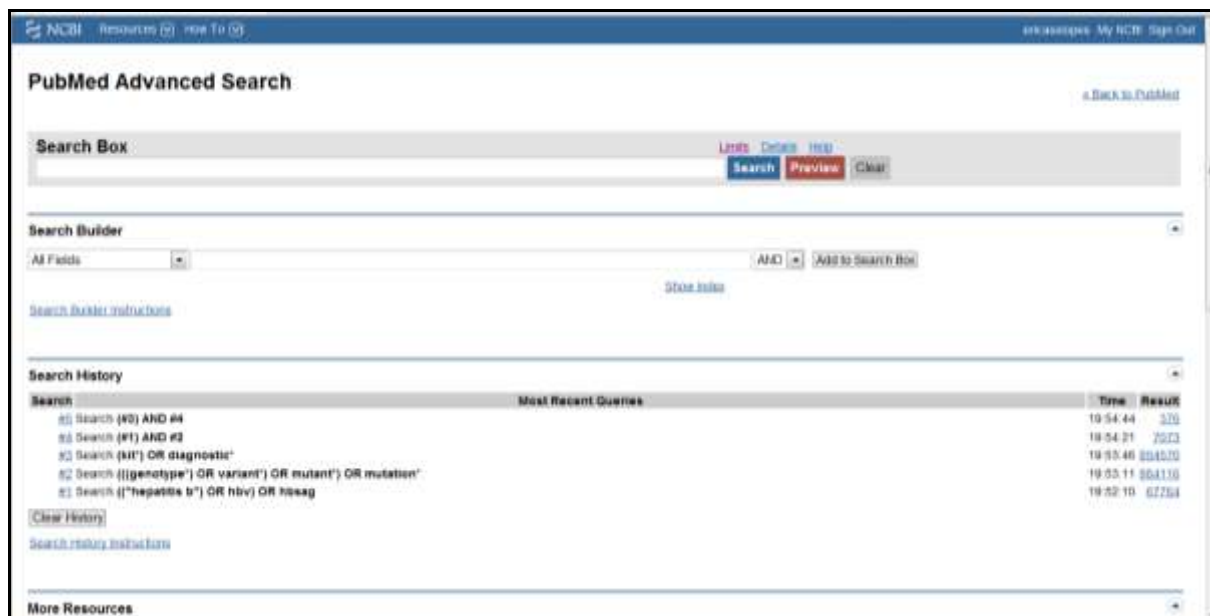 NCBI Resources How To My NCBI Sign Out
PubMed Advanced Search
« Back to PubMed
Search Box Limits Details Help
Search Preview Clear
Search Builder
All Fields AND Add to Search Box
Show Index
Search Builder Instructions
Search History
Search Most Recent Queries Time Result
#5 Search (#3) AND #4 19:54:44 376
#4 Search (#1) AND #2 19:54:21 7073
#3 Search (kit*) OR diagnostic* 19:53:46
#2 Search (((genotype*) OR variant*) OR mutant*) OR mutation* 19:53:11
#1 Search (("hepatitis b") OR hbv) OR hbsag 19:52:10 67764
Clear History
Search History Instructions
More Resources